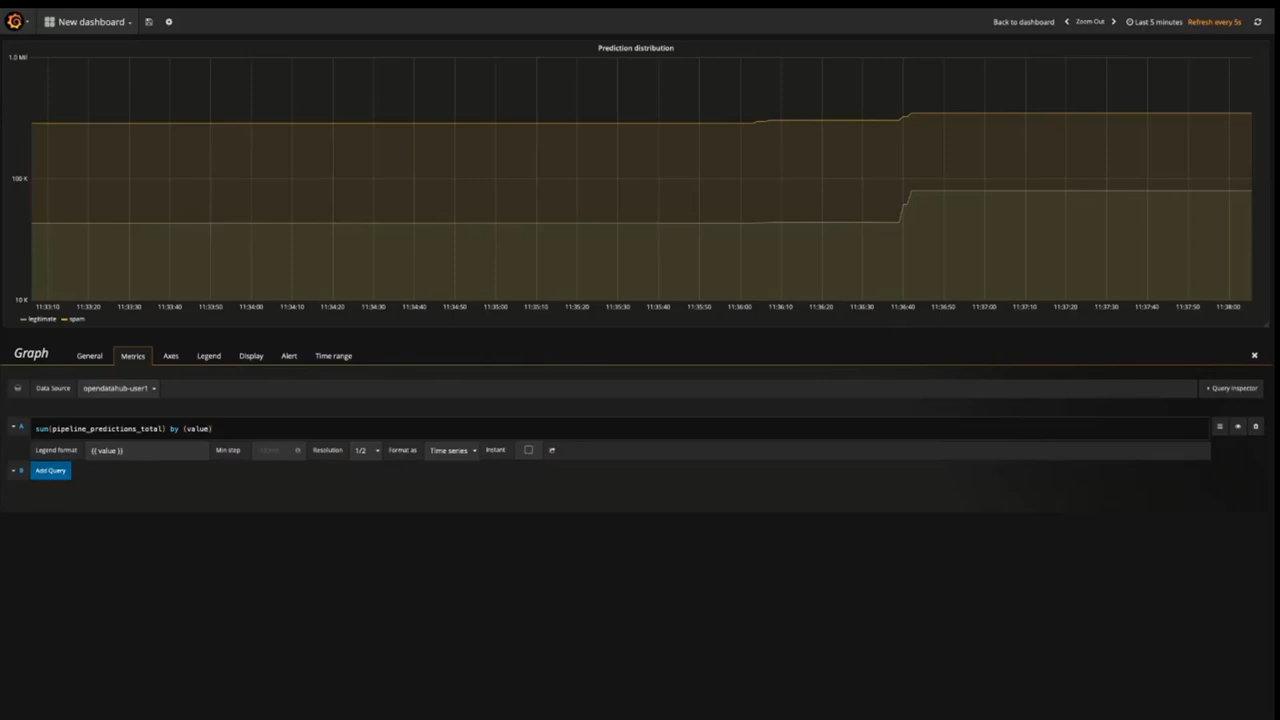 New dashboard
Back to dashboard Zoom Out Last 5 minutes Refresh every 5s
Prediction distribution
1.0 Mil
100 K
10 K
11:33:10 11:33:20 11:33:30 11:33:40 11:33:50 11:34:00 11:34:10 11:34:20 11:34:30 11:34:40 11:34:50 11:35:00 11:35:10 11:35:20 11:35:30 11:35:40 11:35:50 11:36:00 11:36:10 11:36:20 11:36:30 11:36:40 11:36:50 11:37:00 11:37:10 11:37:20 11:37:30 11:37:40 11:37:50 11:38:00
legitimate spam
Graph General Metrics Axes Legend Display Alert Time range
Data Source opendatahub-user1 Query Inspector
A sum(pipeline_predictions_total) by (value)
Legend format {{ value }} Min step Resolution 1/2 Format as Time series Instant
B Add Query